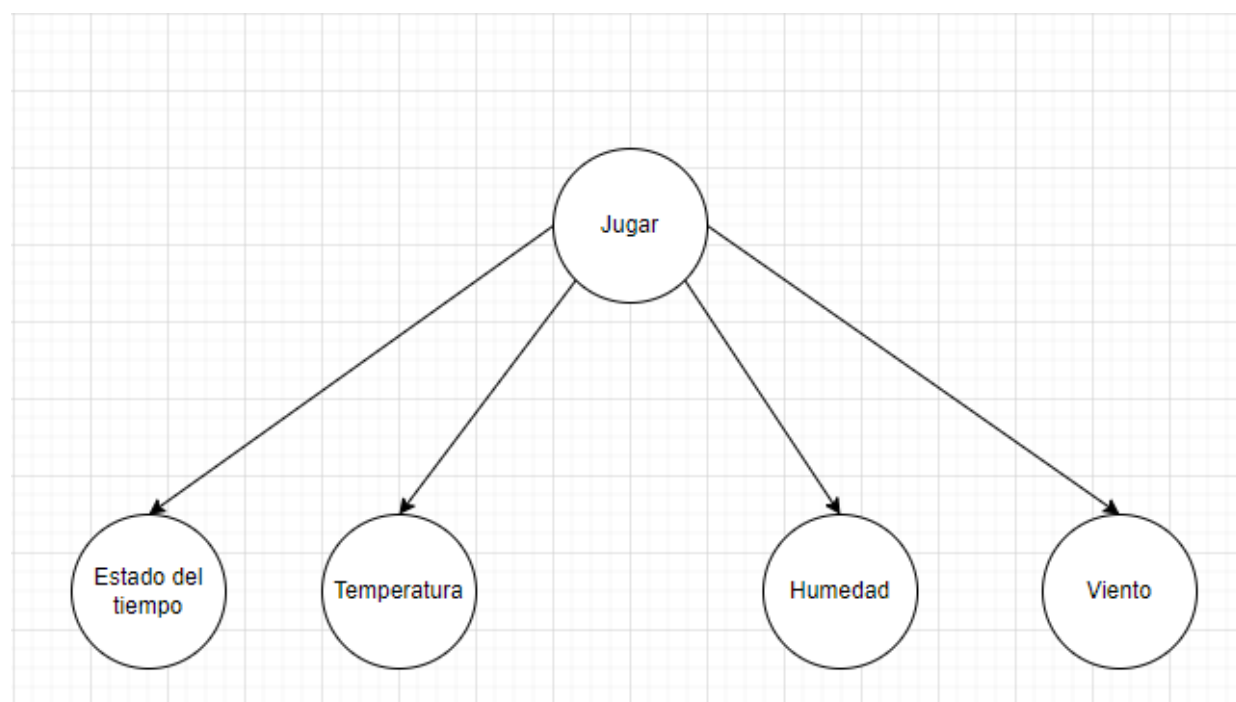 Jugar
Estado del
tiempo
Temperatura
Humedad
Viento